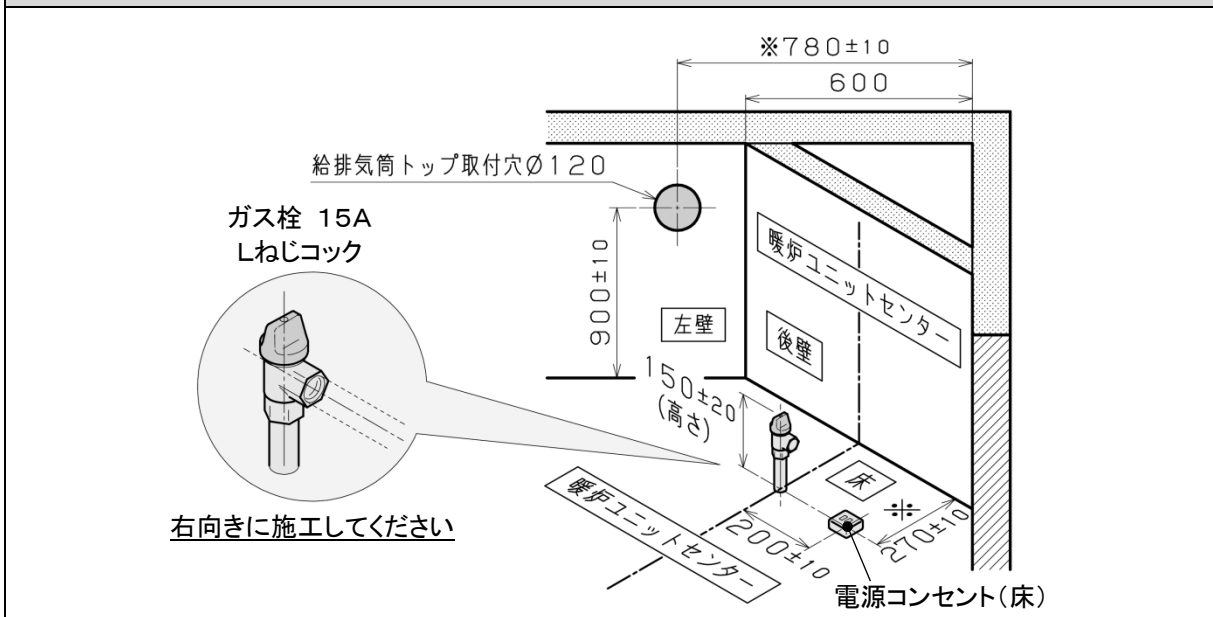 ※780±10
600
給排気筒トップ取付穴Ø120
ガス栓 15A
Lねじコック
900±10
暖炉ユニットセンター
左壁
後壁
150±20
(高さ)
床
※
暖炉ユニットセンター
200±10
270±10
右向きに施工してください
電源コンセント(床)